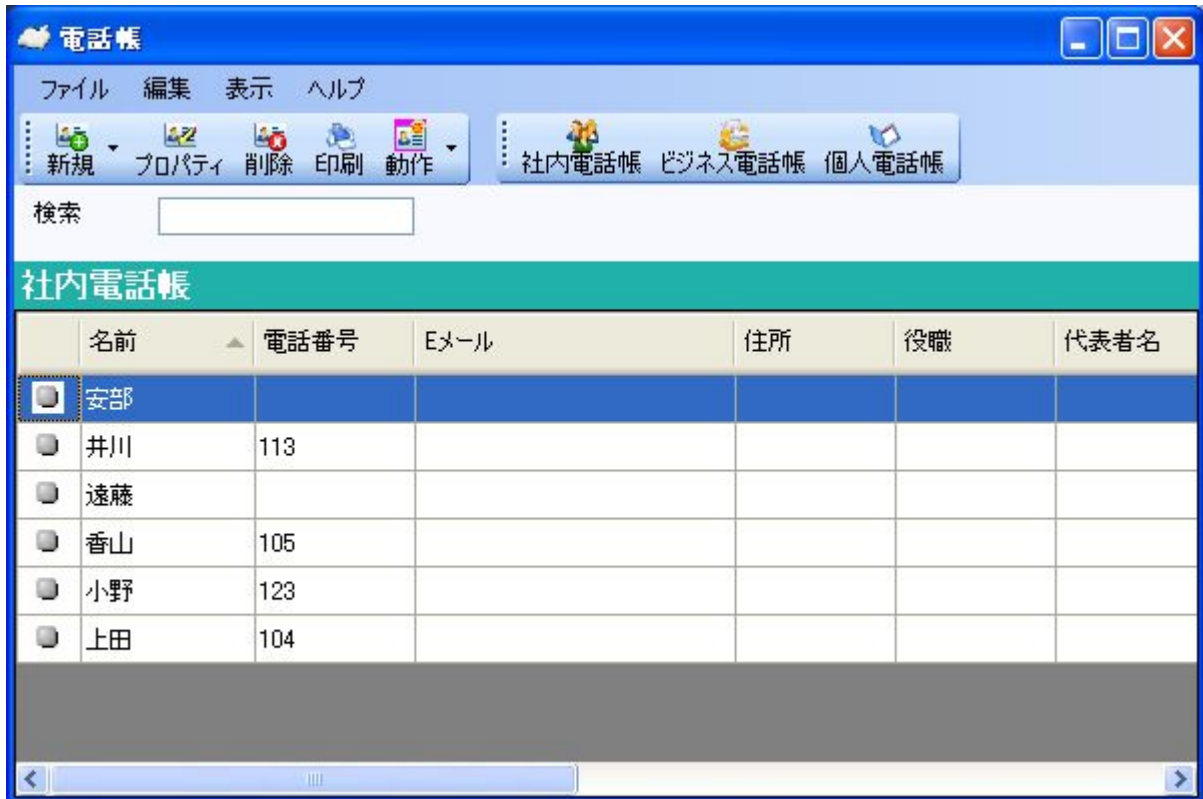 電話帳
ファイル 編集 表示 ヘルプ
新規 プロパティ 削除 印刷 動作 社内電話帳 ビジネス電話帳 個人電話帳
検索
社内電話帳
名前 電話番号 Eメール 住所 役職 代表者名
安部
井川 113
遠藤
香山 105
小野 123
上田 104